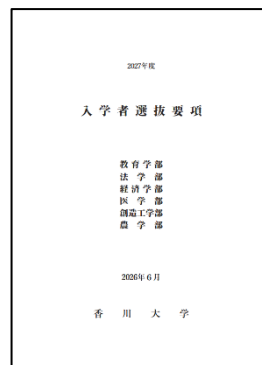 2027年度
入学者選抜要項
教育学部
法学部
経済学部
医学部
創造工学部
農学部
2026年6月
香川大学